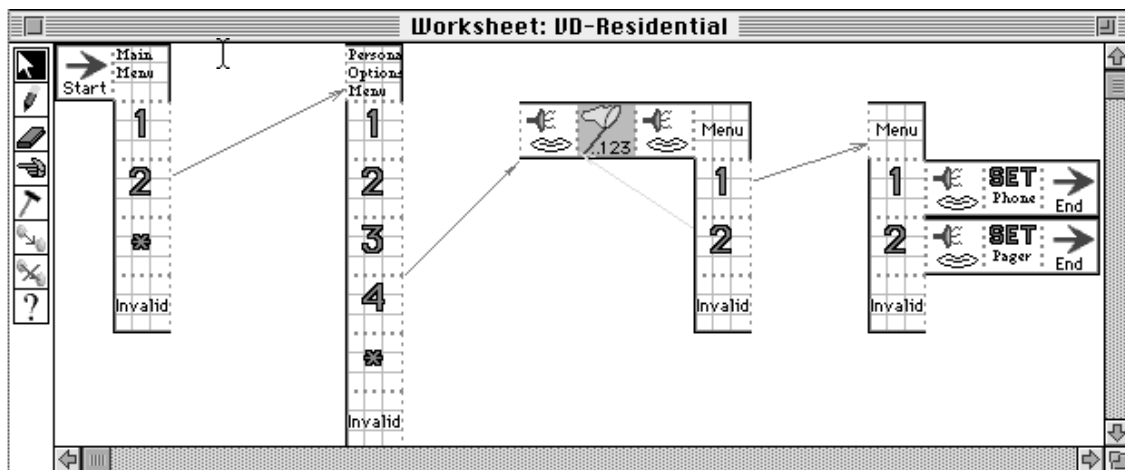 Worksheet: VD-Residential
Start
Main
Menu
1
2
*
Invalid
Persona
Options
Menu
1
2
3
4
*
Invalid
..123
Menu
1
2
Invalid
Menu
1
2
Invalid
SET
Phone
End
SET
Pager
End
?